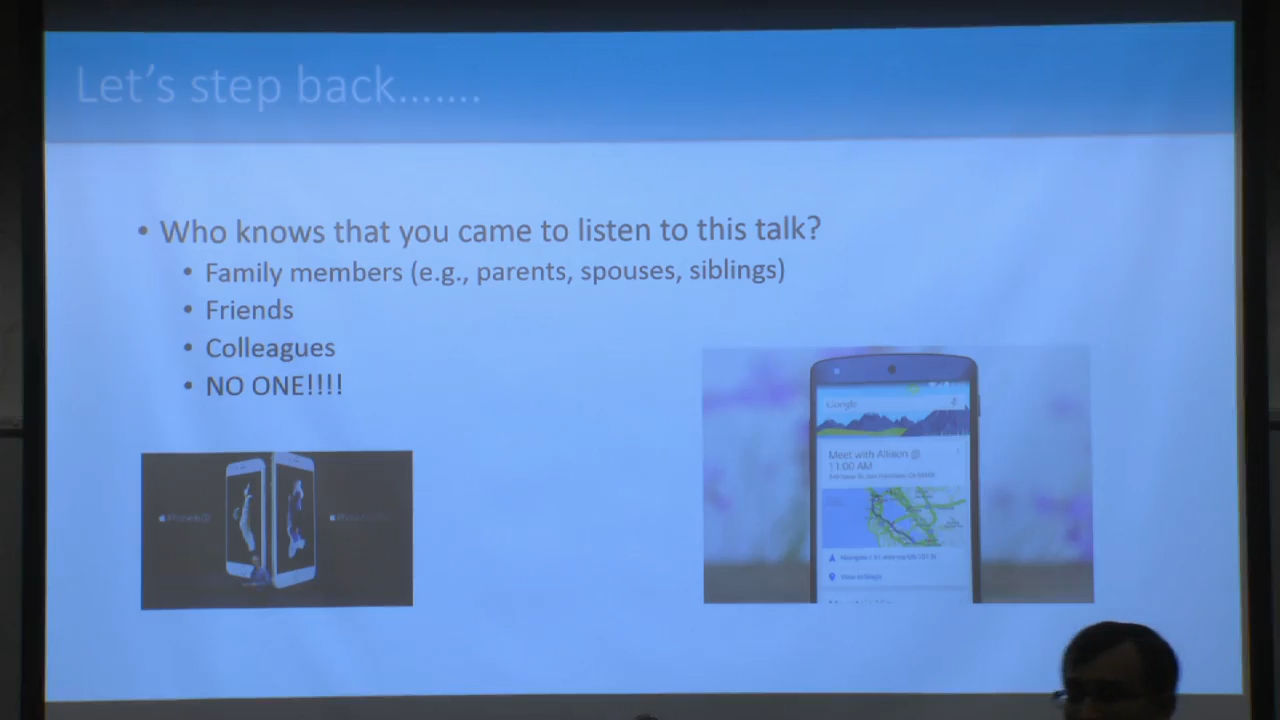 Let's step back.......
• Who knows that you came to listen to this talk?
• Family members (e.g., parents, spouses, siblings)
• Friends
• Colleagues
• NO ONE!!!!
Google
Meet with Allison @
11:00 AM